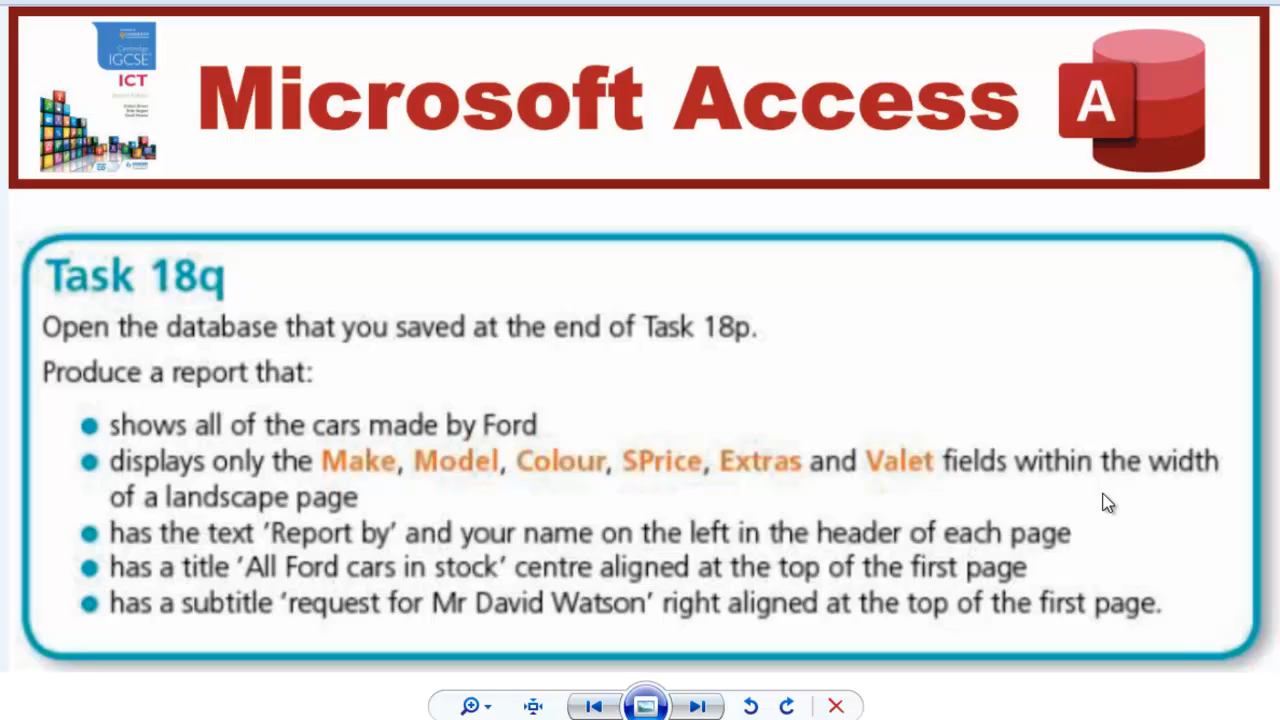 Cambridge
IGCSE
ICT
Microsoft Access
A
Task 18q
Open the database that you saved at the end of Task 18p.
Produce a report that:
shows all of the cars made by Ford
displays only the Make, Model, Colour, SPrice, Extras and Valet fields within the width
of a landscape page
has the text 'Report by' and your name on the left in the header of each page
has a title 'All Ford cars in stock' centre aligned at the top of the first page
has a subtitle 'request for Mr David Watson' right aligned at the top of the first page.